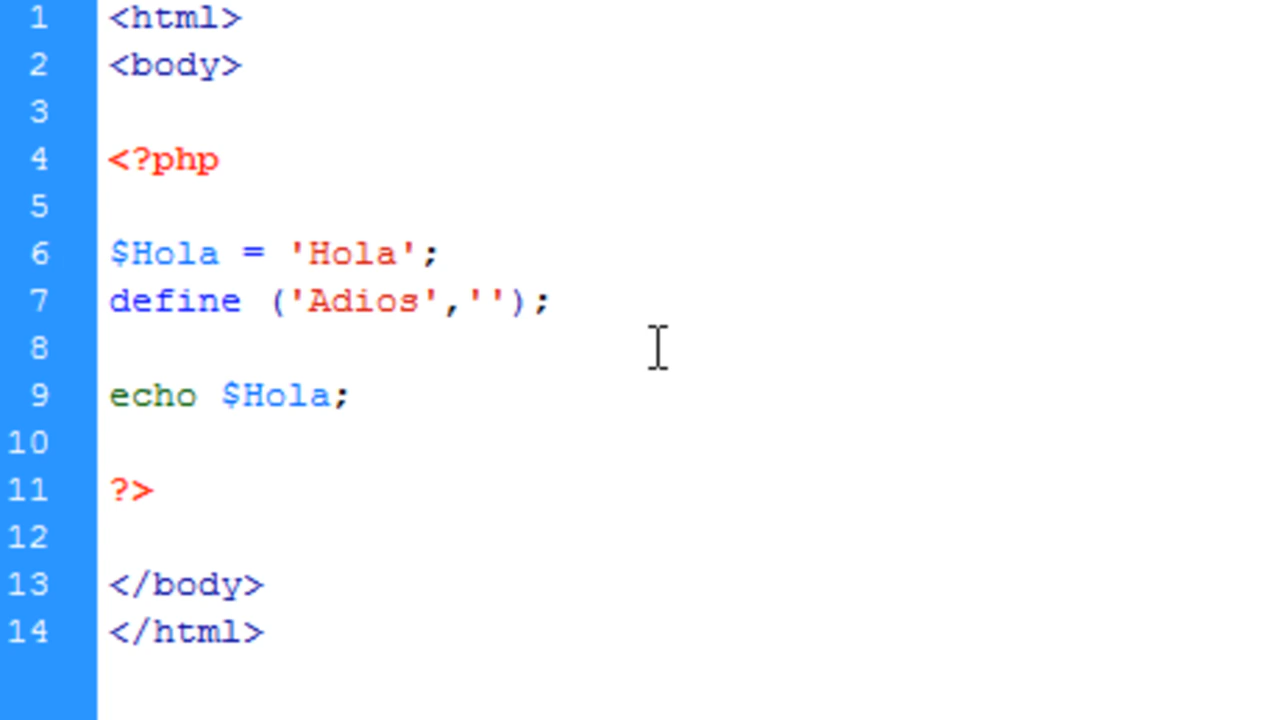 1 <html>
2 <body>
3
4 <?php
5
6 $Hola = 'Hola';
7 define ('Adios','');
8
9 echo $Hola;
10
11 ?>
12
13 </body>
14 </html>